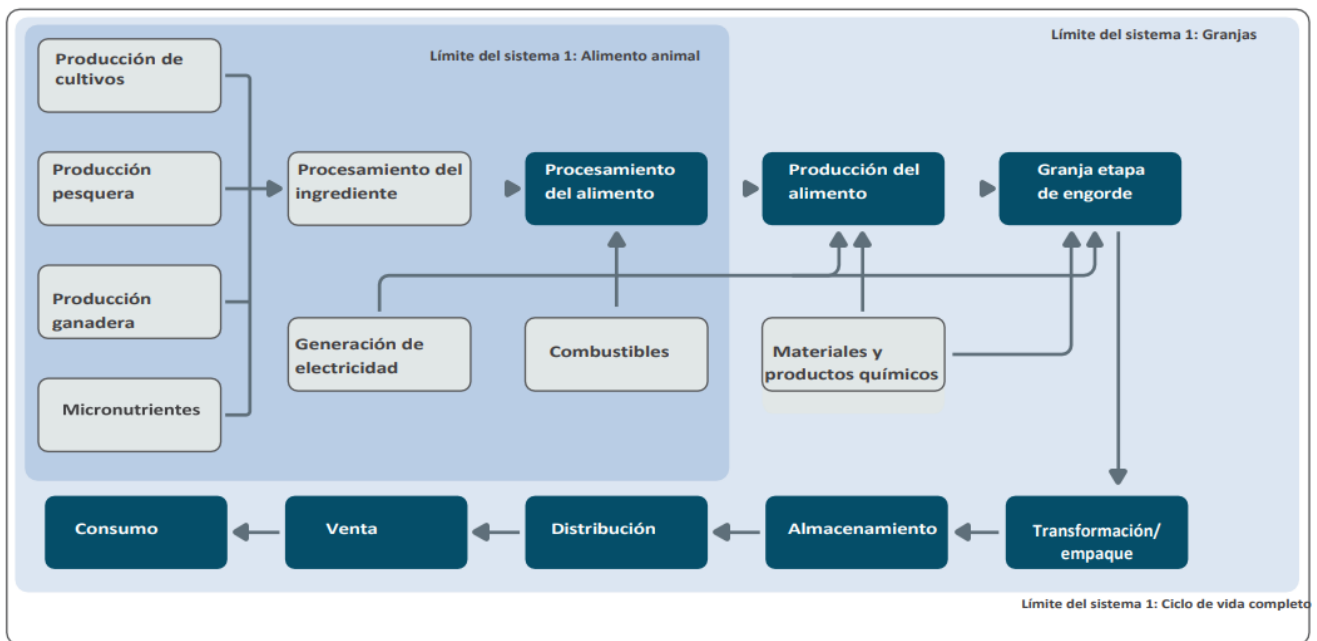 Límite del sistema 1: Granjas
Límite del sistema 1: Alimento animal
Producción de
cultivos
Producción
pesquera
Procesamiento del
ingrediente
Procesamiento
del alimento
Producción del
alimento
Granja etapa
de engorde
Producción
ganadera
Generación de
electricidad
Combustibles
Materiales y
productos químicos
Micronutrientes
Consumo
Venta
Distribución
Almacenamiento
Transformación/
empaque
Límite del sistema 1: Ciclo de vida completo